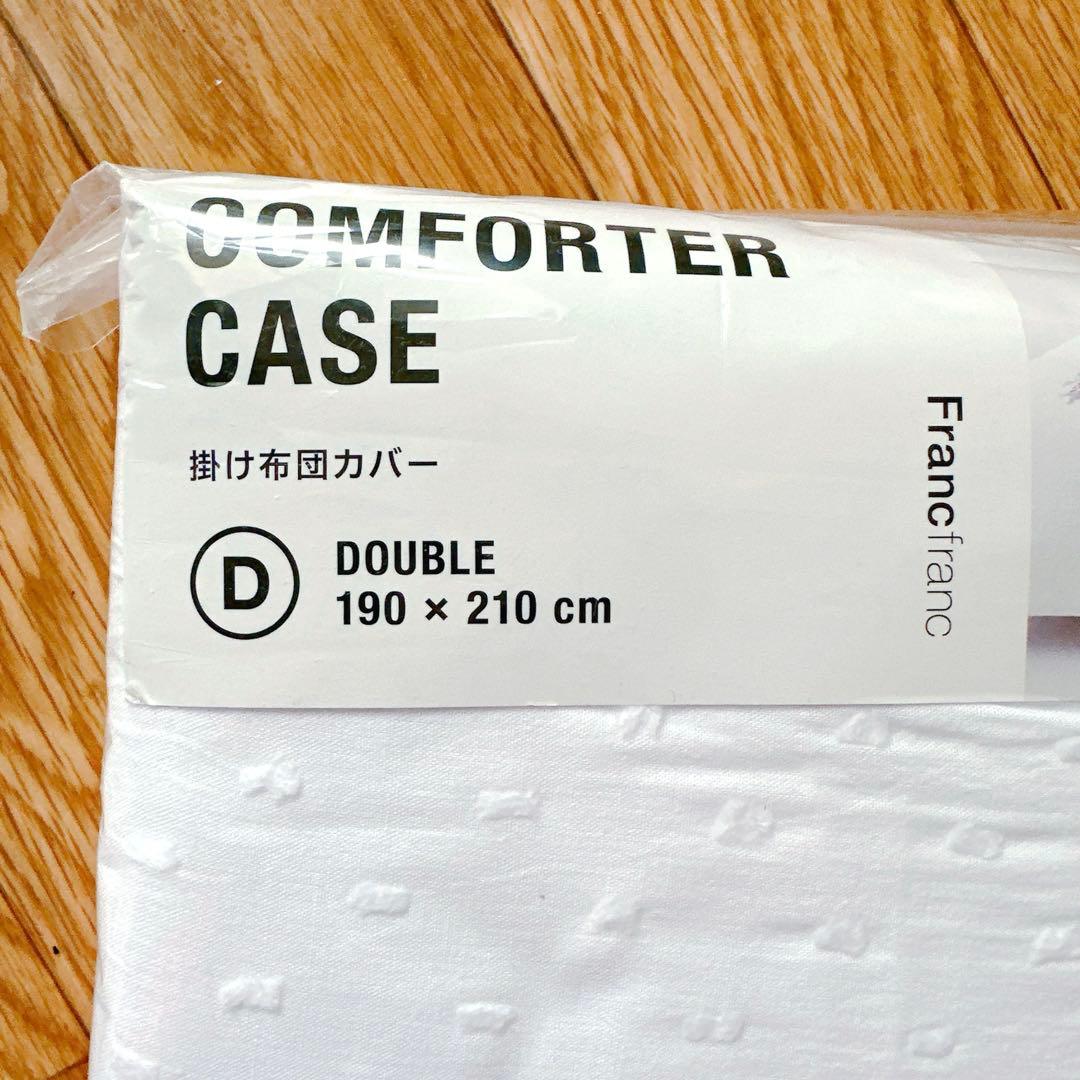 COMFORTER
CASE
掛け布団カバー
D
DOUBLE
190 × 210 cm
Francfranc